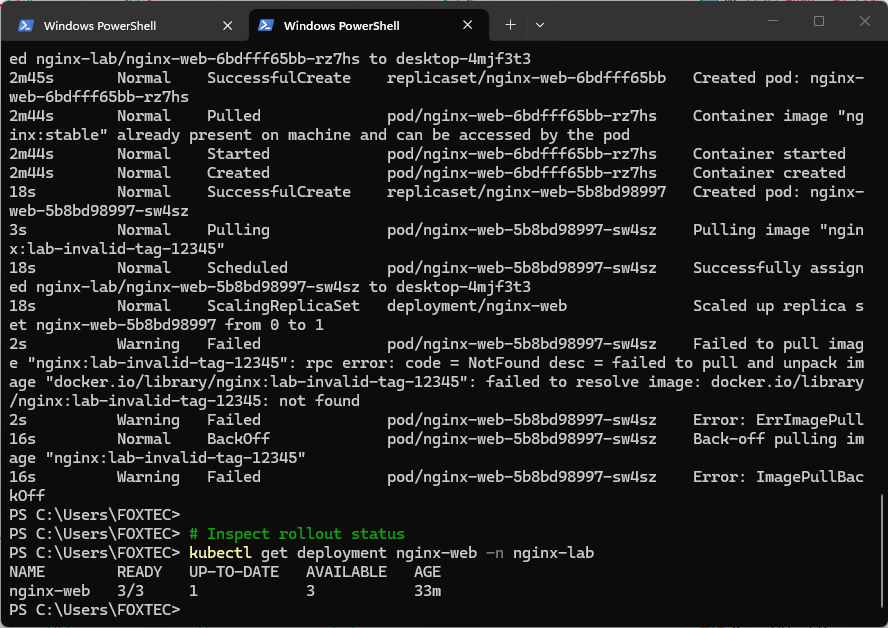 Windows PowerShell
Windows PowerShell
ed nginx-lab/nginx-web-6bdfff65bb-rz7hs to desktop-4mjf3t3
2m45s       Normal    SuccessfulCreate    replicaset/nginx-web-6bdfff65bb   Created pod: nginx-
web-6bdfff65bb-rz7hs
2m44s       Normal    Pulled              pod/nginx-web-6bdfff65bb-rz7hs    Container image "ng
inx:stable" already present on machine and can be accessed by the pod
2m44s       Normal    Started             pod/nginx-web-6bdfff65bb-rz7hs    Container started
2m44s       Normal    Created             pod/nginx-web-6bdfff65bb-rz7hs    Container created
18s         Normal    SuccessfulCreate    replicaset/nginx-web-5b8bd98997   Created pod: nginx-
web-5b8bd98997-sw4sz
3s          Normal    Pulling             pod/nginx-web-5b8bd98997-sw4sz    Pulling image "ngin
x:lab-invalid-tag-12345"
18s         Normal    Scheduled           pod/nginx-web-5b8bd98997-sw4sz    Successfully assign
ed nginx-lab/nginx-web-5b8bd98997-sw4sz to desktop-4mjf3t3
18s         Normal    ScalingReplicaSet   deployment/nginx-web              Scaled up replica s
et nginx-web-5b8bd98997 from 0 to 1
2s          Warning   Failed              pod/nginx-web-5b8bd98997-sw4sz    Failed to pull imag
e "nginx:lab-invalid-tag-12345": rpc error: code = NotFound desc = failed to pull and unpack im
age "docker.io/library/nginx:lab-invalid-tag-12345": failed to resolve image: docker.io/library
/nginx:lab-invalid-tag-12345: not found
2s          Warning   Failed              pod/nginx-web-5b8bd98997-sw4sz    Error: ErrImagePull
16s         Normal    BackOff             pod/nginx-web-5b8bd98997-sw4sz    Back-off pulling im
age "nginx:lab-invalid-tag-12345"
16s         Warning   Failed              pod/nginx-web-5b8bd98997-sw4sz    Error: ImagePullBac
kOff
PS C:\Users\FOXTEC>
PS C:\Users\FOXTEC> # Inspect rollout status
PS C:\Users\FOXTEC> kubectl get deployment nginx-web -n nginx-lab
NAME        READY   UP-TO-DATE   AVAILABLE   AGE
nginx-web   3/3     1            3           33m
PS C:\Users\FOXTEC>